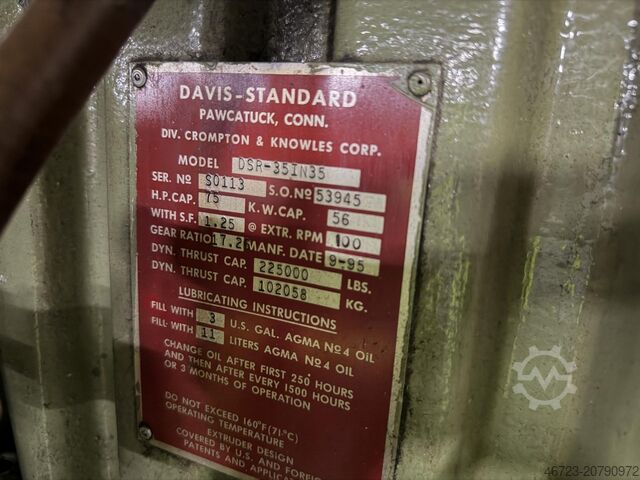 DAVIS-STANDARD
PAWCATUCK, CONN.
DIV. CROMPTON & KNOWLES CORP.
MODEL DSR-35IN35
SER. Nº S0113 S.O.Nº 53945
H.P.CAP. 75 K.W.CAP. 56
WITH S.F. 1.25 @ EXTR. RPM 100
GEAR RATIO 17.2 MANF. DATE 9-95
DYN. THRUST CAP. 225000 LBS.
DYN. THRUST CAP. 102058 KG.
LUBRICATING INSTRUCTIONS
FILL WITH 3 U.S. GAL. AGMA Nº4 OIL
FILL WITH 11 LITERS AGMA Nº4 OIL
CHANGE OIL AFTER FIRST 250 HOURS
AND THEN AFTER EVERY 1500 HOURS
OR 3 MONTHS OF OPERATION
DO NOT EXCEED 160°F (71°C)
OPERATING TEMPERATURE
EXTRUDER DESIGN
COVERED BY U.S. AND FOREIG
PATENTS AND APPLICA
46723-20790972